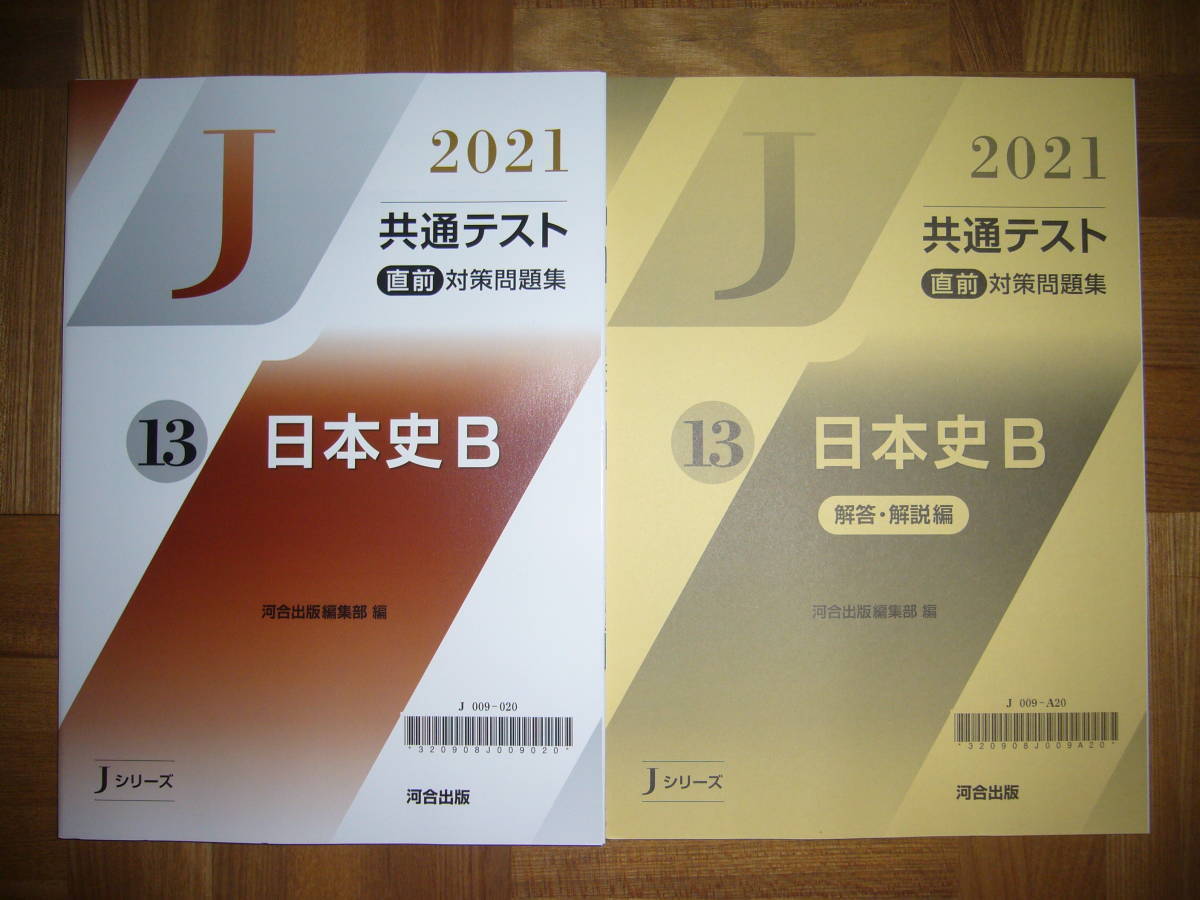 J
2021
共通テスト
直前 対策問題集
13
日本史B
河合出版編集部 編
J 009-020
*320908J009020*
Jシリーズ
河合出版
J
2021
共通テスト
直前 対策問題集
13
日本史B
解答・解説編
河合出版編集部 編
J 009-A20
*320908J009A20*
Jシリーズ
河合出版